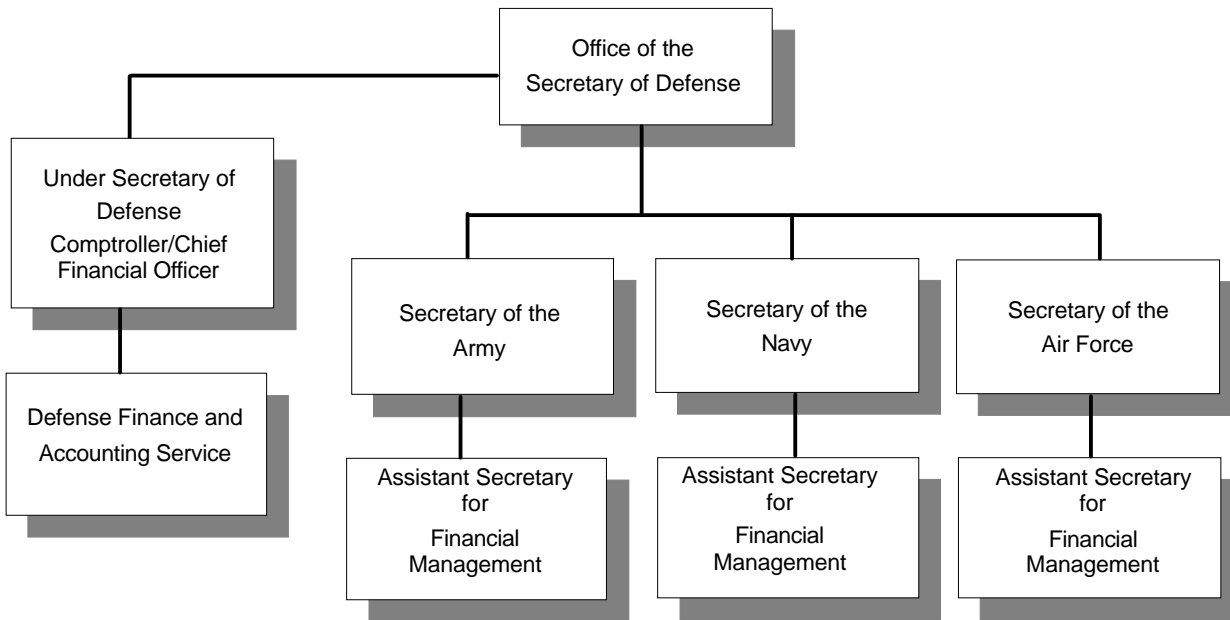 Office of the
Secretary of Defense
Under Secretary of
Defense
Comptroller/Chief
Financial Officer
Secretary of the
Army
Secretary of the
Navy
Secretary of the
Air Force
Defense Finance and
Accounting Service
Assistant Secretary
for
Financial
Management
Assistant Secretary
for
Financial
Management
Assistant Secretary
for
Financial
Management